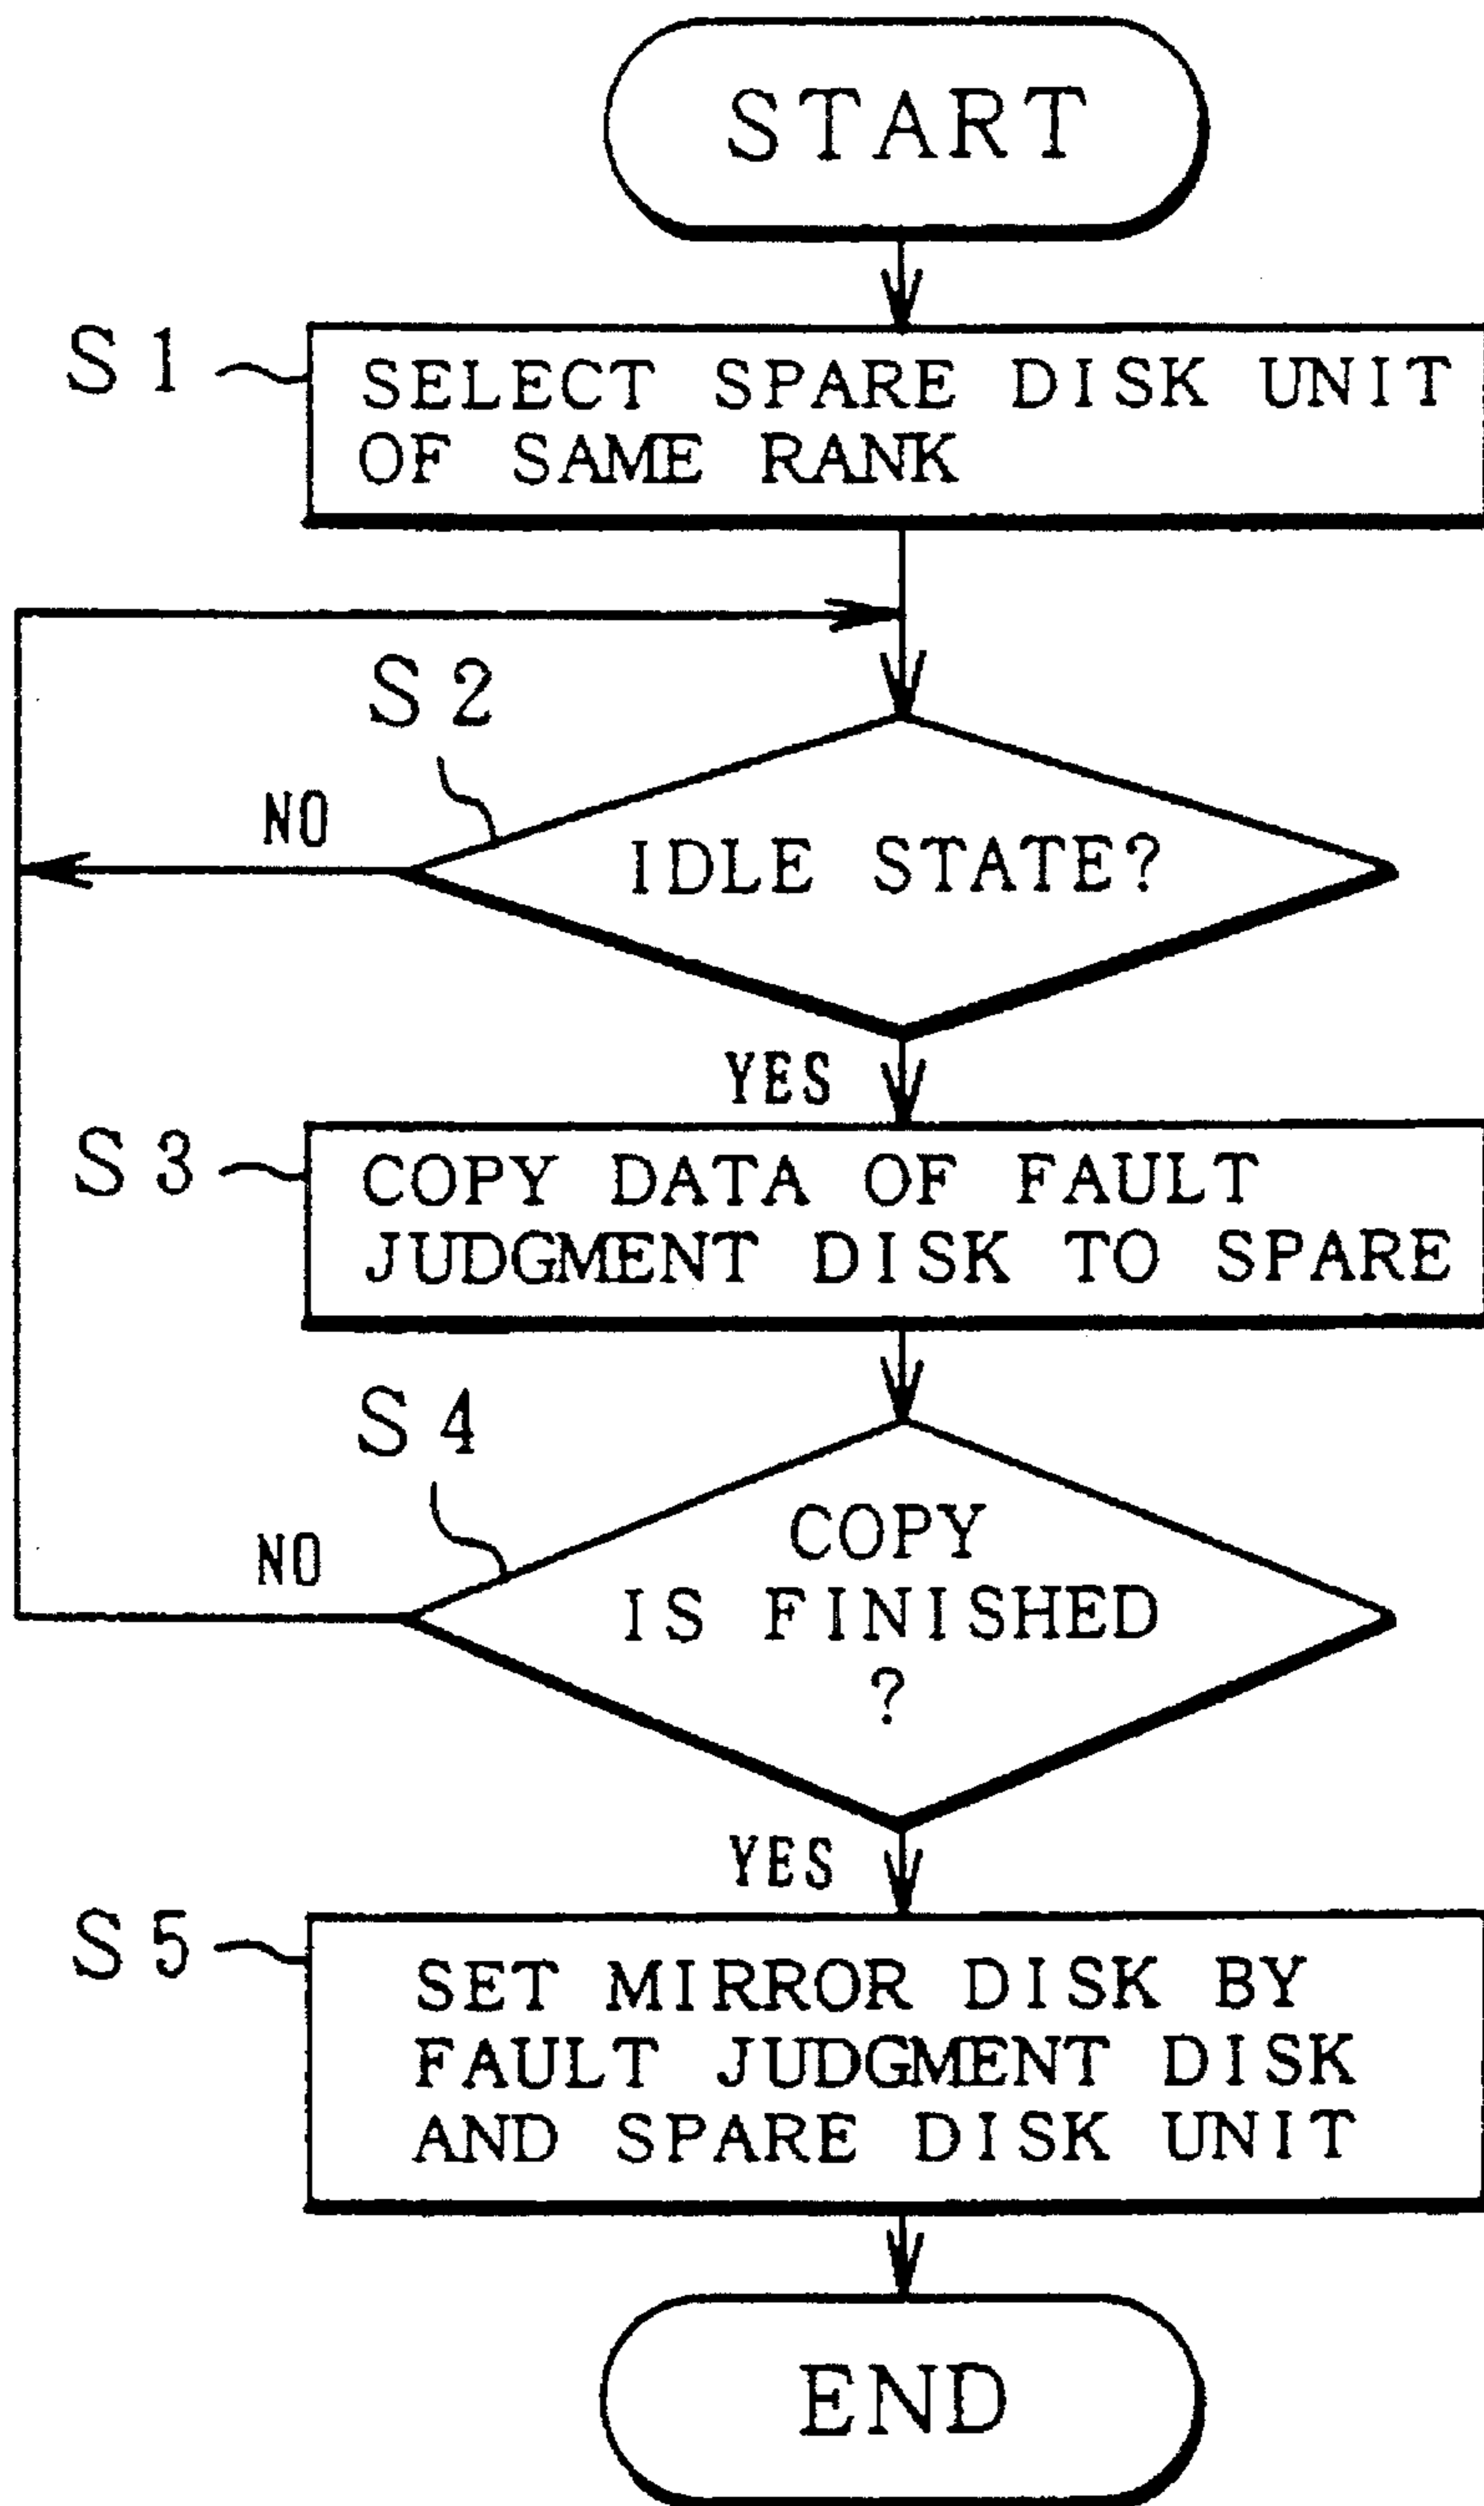 START
S1
SELECT SPARE DISK UNIT
OF SAME RANK
S2
NO
IDLE STATE?
YES
S3
COPY DATA OF FAULT
JUDGMENT DISK TO SPARE
S4
NO
COPY
IS FINISHED
?
YES
S5
SET MIRROR DISK BY
FAULT JUDGMENT DISK
AND SPARE DISK UNIT
END